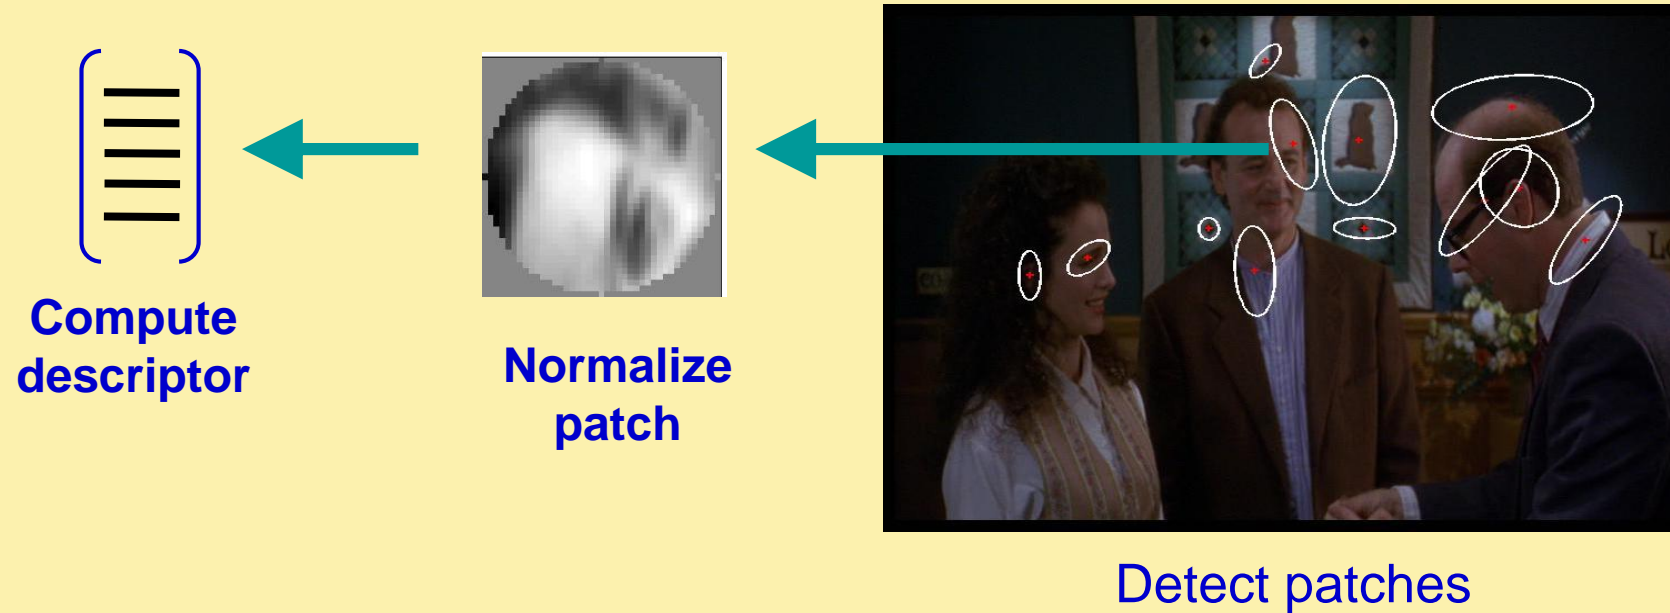 Compute
descriptor
Normalize
patch
Detect patches